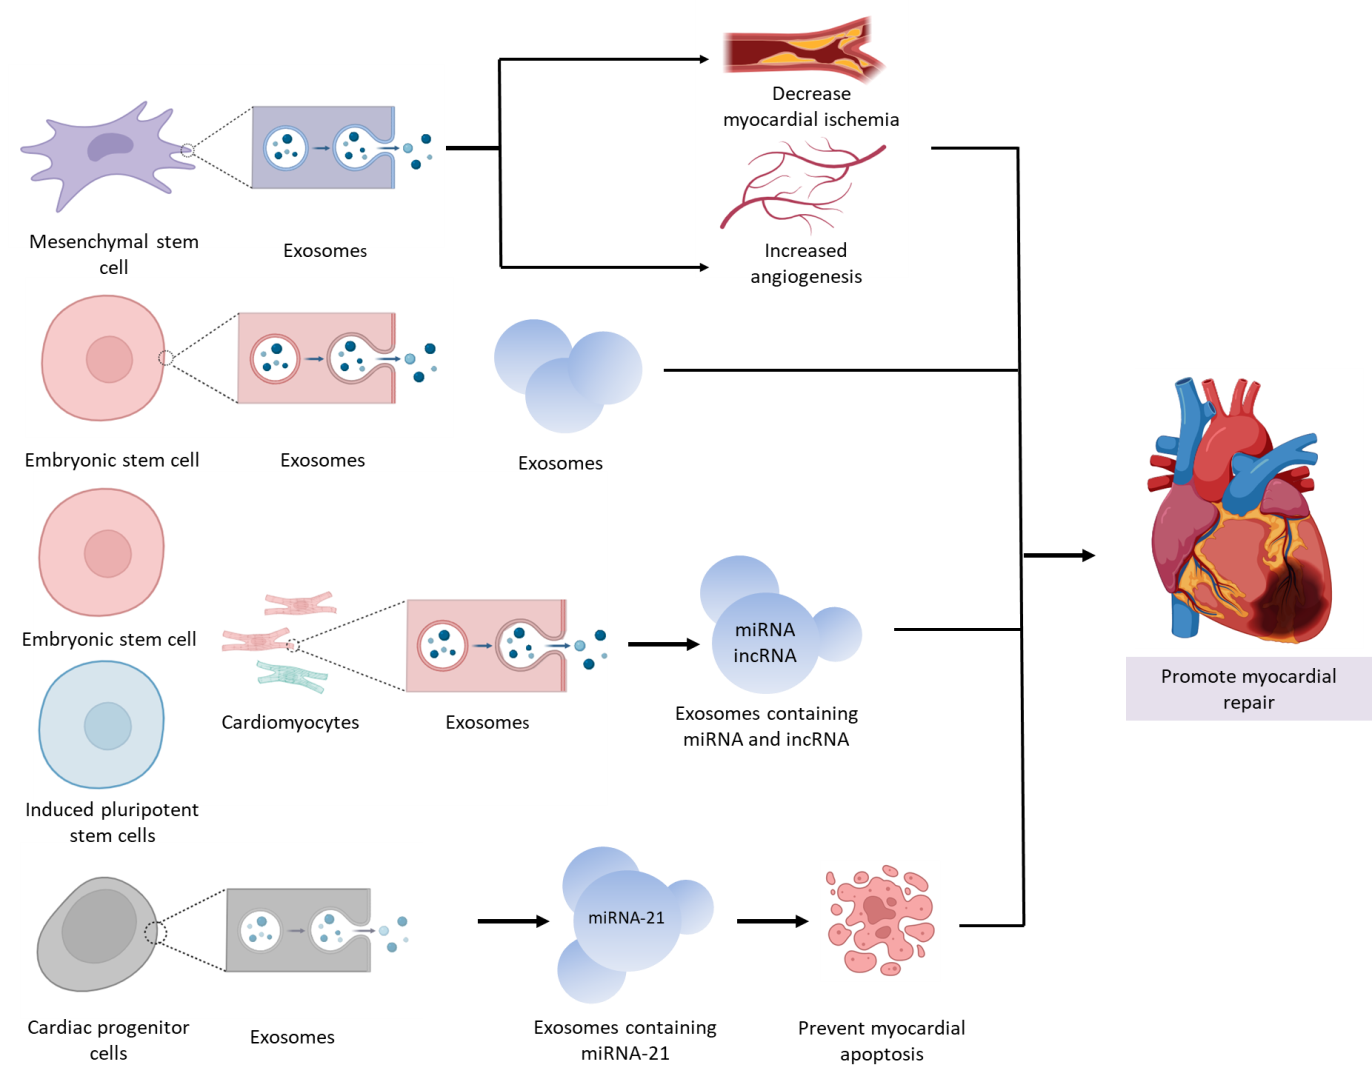 Decrease
myocardial ischemia
Mesenchymal stem
cell
Exosomes
Increased
angiogenesis
Embryonic stem cell
Exosomes
Exosomes
Embryonic stem cell
Cardiomyocytes
Exosomes
miRNA
incRNA
Exosomes containing
miRNA and incRNA
Promote myocardial
repair
Induced pluripotent
stem cells
miRNA-21
Cardiac progenitor
cells
Exosomes
Exosomes containing
miRNA-21
Prevent myocardial
apoptosis